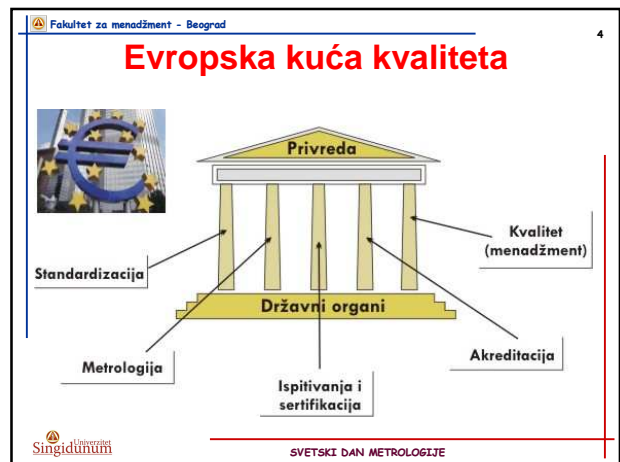 Fakultet za menadžment - Beograd
4
Evropska kuća kvaliteta
Privreda
Kvalitet
(menadžment)
Standardizacija
Državni organi
Metrologija
Akreditacija
Ispitivanja i
sertifikacija
Univerzitet
Singidunum
SVETSKI DAN METROLOGIJE